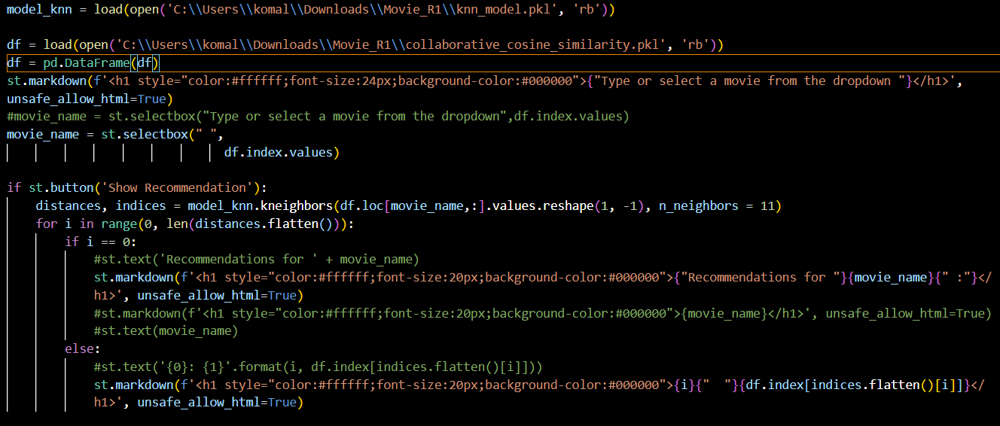 model_knn = load(open('C:\\Users\\komal\\Downloads\\Movie_R1\\knn_model.pkl', 'rb'))
df = load(open('C:\\Users\\komal\\Downloads\\Movie_R1\\collaborative_cosine_similarity.pkl', 'rb'))
df = pd.DataFrame(df)
st.markdown(f'<h1 style="color:#ffffff;font-size:24px;background-color:#000000">{"Type or select a movie from the dropdown "}</h1>',
unsafe_allow_html=True)
#movie_name = st.selectbox("Type or select a movie from the dropdown",df.index.values)
movie_name = st.selectbox(" ",
df.index.values)
if st.button('Show Recommendation'):
distances, indices = model_knn.kneighbors(df.loc[movie_name,:].values.reshape(1, -1), n_neighbors = 11)
for i in range(0, len(distances.flatten())):
if i == 0:
#st.text('Recommendations for ' + movie_name)
st.markdown(f'<h1 style="color:#ffffff;font-size:20px;background-color:#000000">{"Recommendations for "}{movie_name}{" :"}</
h1>', unsafe_allow_html=True)
#st.markdown(f'<h1 style="color:#ffffff;font-size:20px;background-color:#000000">{movie_name}</h1>', unsafe_allow_html=True)
#st.text(movie_name)
else:
#st.text('{0}: {1}'.format(i, df.index[indices.flatten()[i]]))
st.markdown(f'<h1 style="color:#ffffff;font-size:20px;background-color:#000000">{i}{"  "}{df.index[indices.flatten()[i]]}</
h1>', unsafe_allow_html=True)